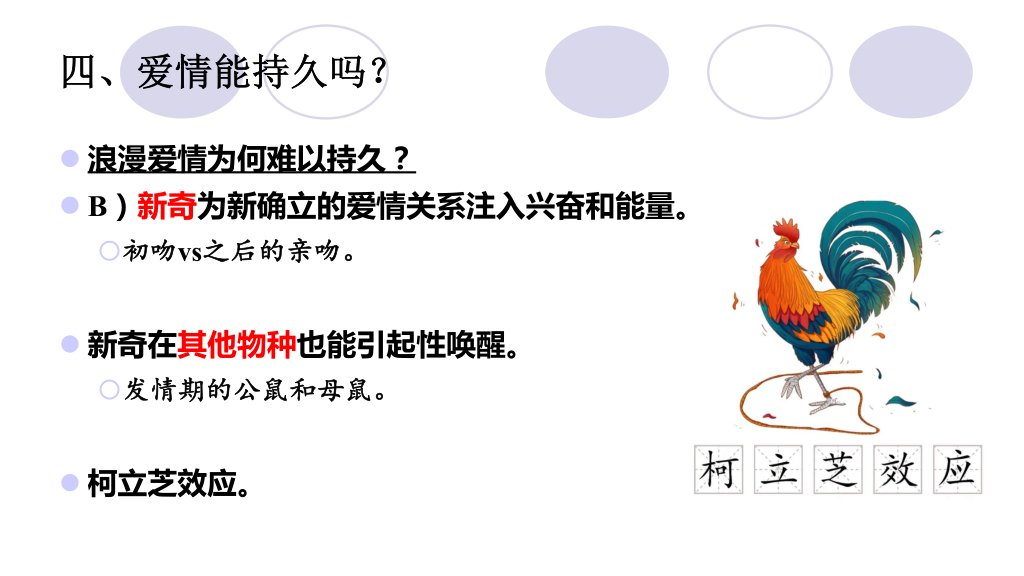 四、爱情能持久吗？
浪漫爱情为何难以持久？
B）新奇为新确立的爱情关系注入兴奋和能量。
初吻vs之后的亲吻。
新奇在其他物种也能引起性唤醒。
发情期的公鼠和母鼠。
柯立芝效应。
柯立芝效应